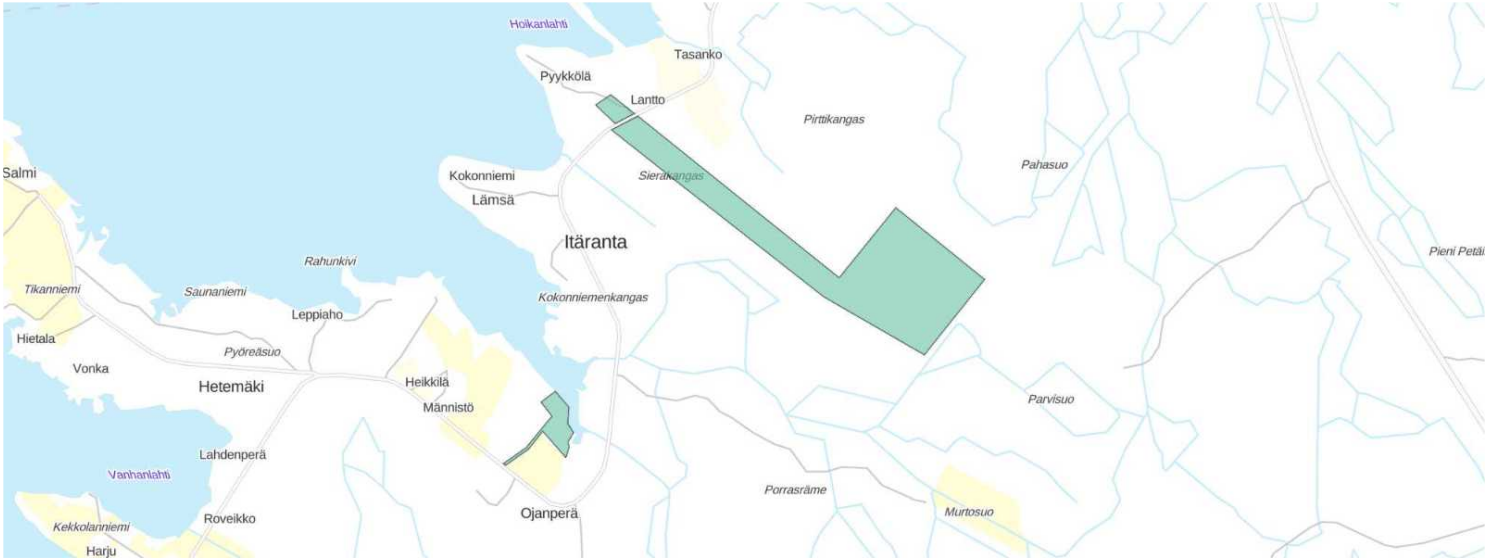 Hoikanlahti
Tasanko
Pyykkölä
Lantto
Pirttikangas
Pahasuo
Salmi
Kokonniemi
Sierakangas
Lämsä
Itäranta
Pieni Petäi
Rahunkivi
Tikanniemi
Saunaniemi
Kokonniemenkangas
Leppiaho
Hietala
Pyöreäsuo
Vonka
Hetemäki
Heikkilä
Männistö
Parvisuo
Lahdenperä
Vanhanlahti
Porrasräme
Ojanperä
Murtosuo
Roveikko
Kekkolanniemi
Harju